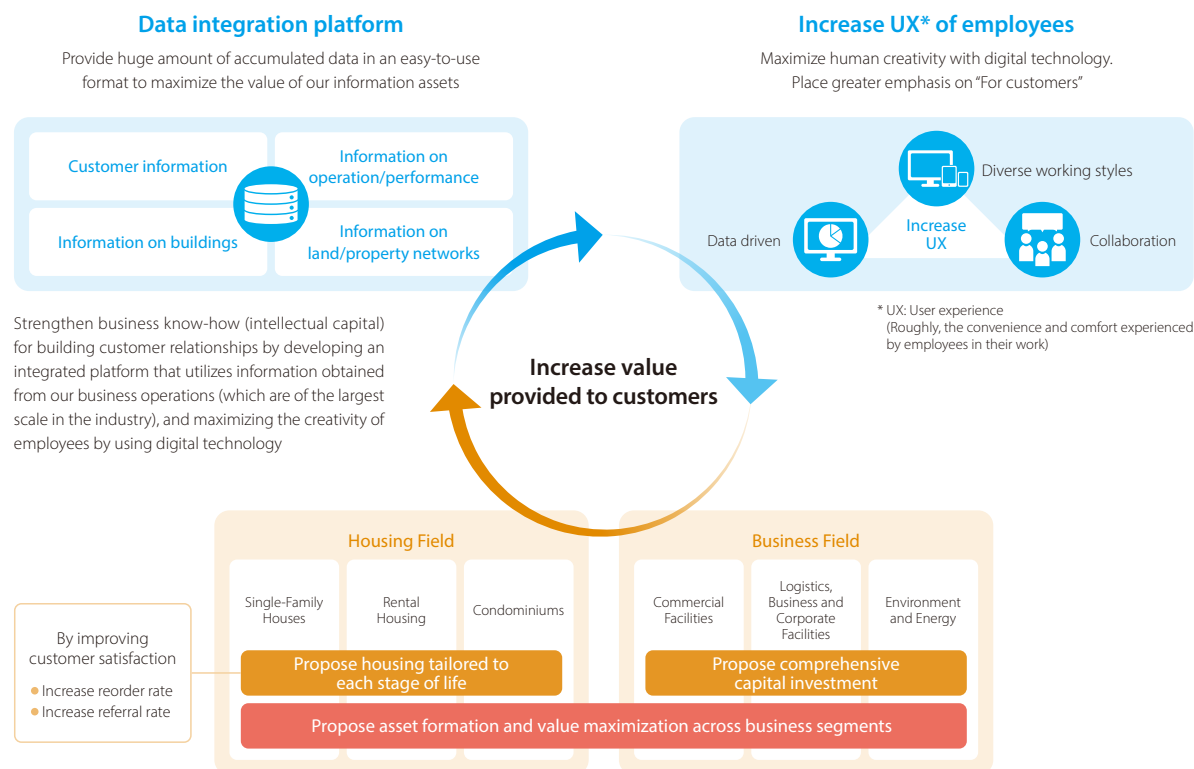 Data integration platform
Provide huge amount of accumulated data in an easy-to-use
format to maximize the value of our information assets
Customer information
Information on
operation/performance
Information on buildings
Information on
land/property networks
Strengthen business know-how (intellectual capital)
for building customer relationships by developing an
integrated platform that utilizes information obtained
from our business operations (which are of the largest
scale in the industry), and maximizing the creativity of
employees by using digital technology
Increase UX* of employees
Maximize human creativity with digital technology.
Place greater emphasis on “For customers”
Diverse working styles
Data driven
Increase
UX
Collaboration
* UX: User experience
(Roughly, the convenience and comfort experienced
by employees in their work)
Increase value
provided to customers
Housing Field
Single-Family
Houses
Rental
Housing
Condominiums
Business Field
Commercial
Facilities
Logistics,
Business and
Corporate
Facilities
Environment
and Energy
By improving
customer satisfaction
● Increase reorder rate
● Increase referral rate
Propose housing tailored to
each stage of life
Propose comprehensive
capital investment
Propose asset formation and value maximization across business segments